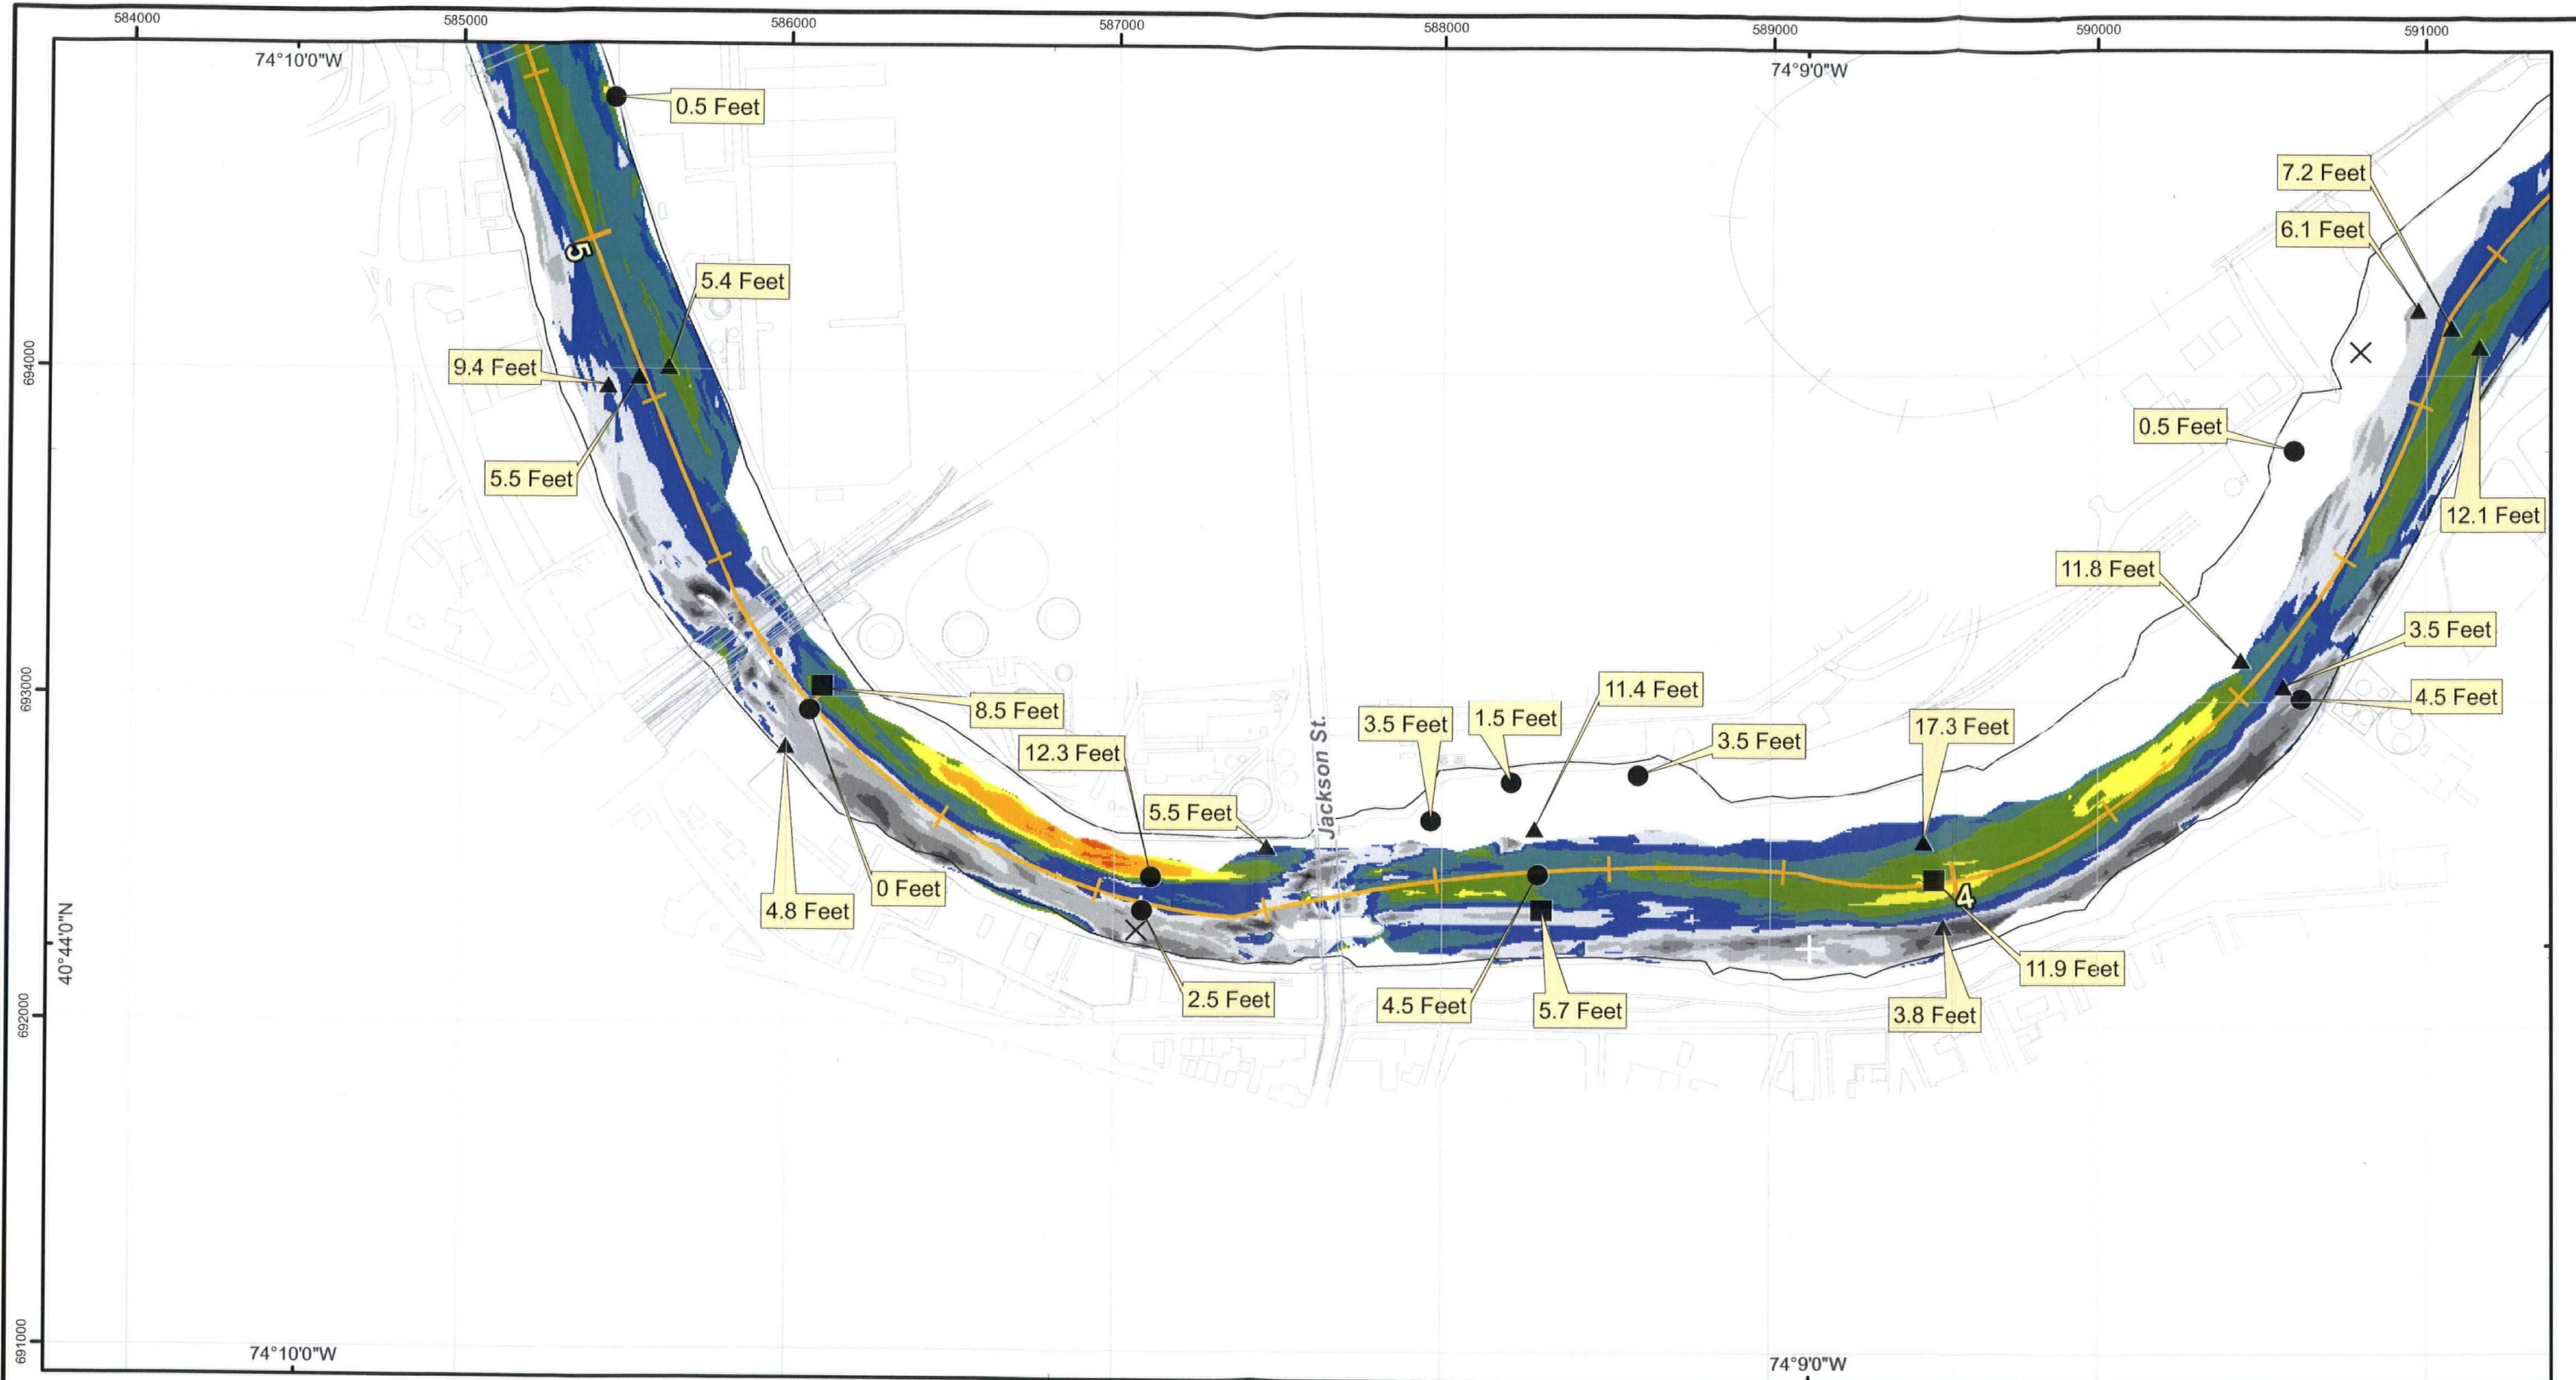 584000 585000 586000 587000 588000 589000 590000 591000
74°10'0"W 74°9'0"W
0.5 Feet
7.2 Feet
6.1 Feet
5
5.4 Feet
694000
9.4 Feet
5.5 Feet
0.5 Feet
12.1 Feet
11.8 Feet
3.5 Feet
693000
8.5 Feet
4.5 Feet
12.3 Feet
3.5 Feet
1.5 Feet
11.4 Feet
3.5 Feet
17.3 Feet
Jackson St.
5.5 Feet
0 Feet
4.8 Feet
4
40°44'0"N
2.5 Feet
4.5 Feet
5.7 Feet
11.9 Feet
3.8 Feet
692000
691000
74°10'0"W 74°9'0"W